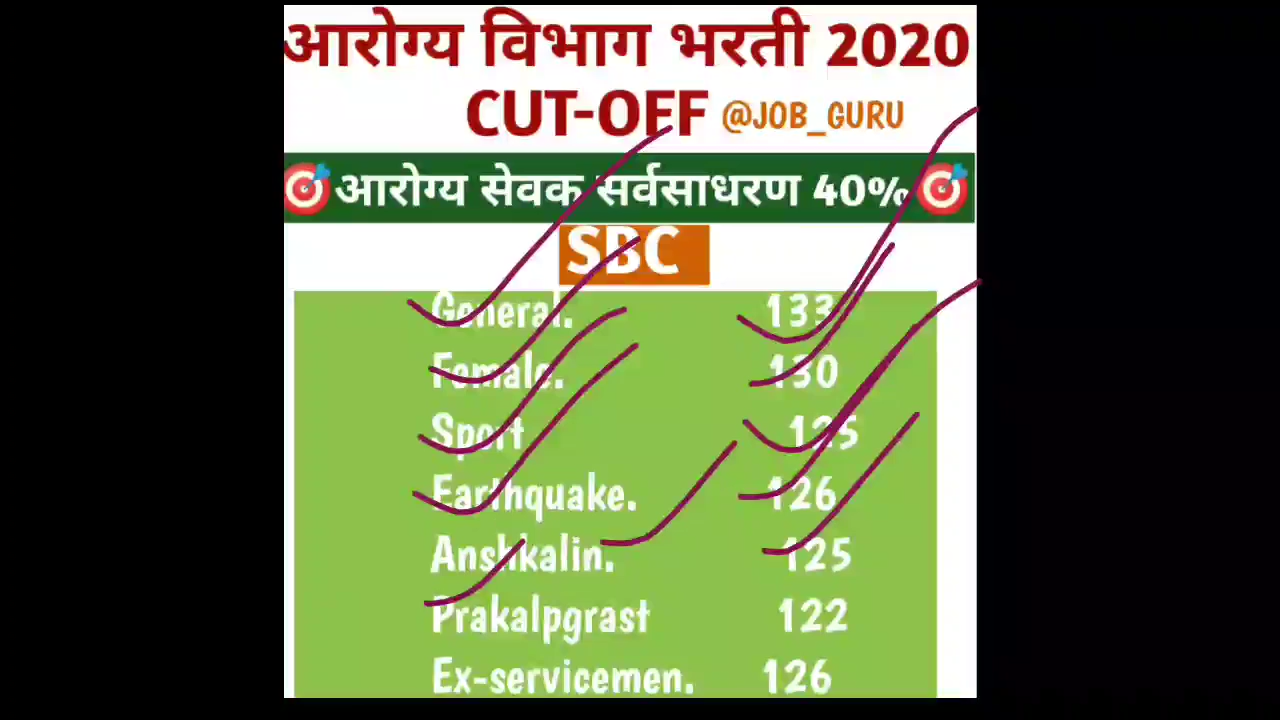 आरोग्य विभाग भरती 2020
CUT-OFF @JOB_GURU
आरोग्य सेवक सर्वसाधरण 40%
SBC
General. 133
Female. 130
Sport 125
Earthquake. 126
Anshkalin. 125
Prakalpgrast 122
Ex-servicemen. 126